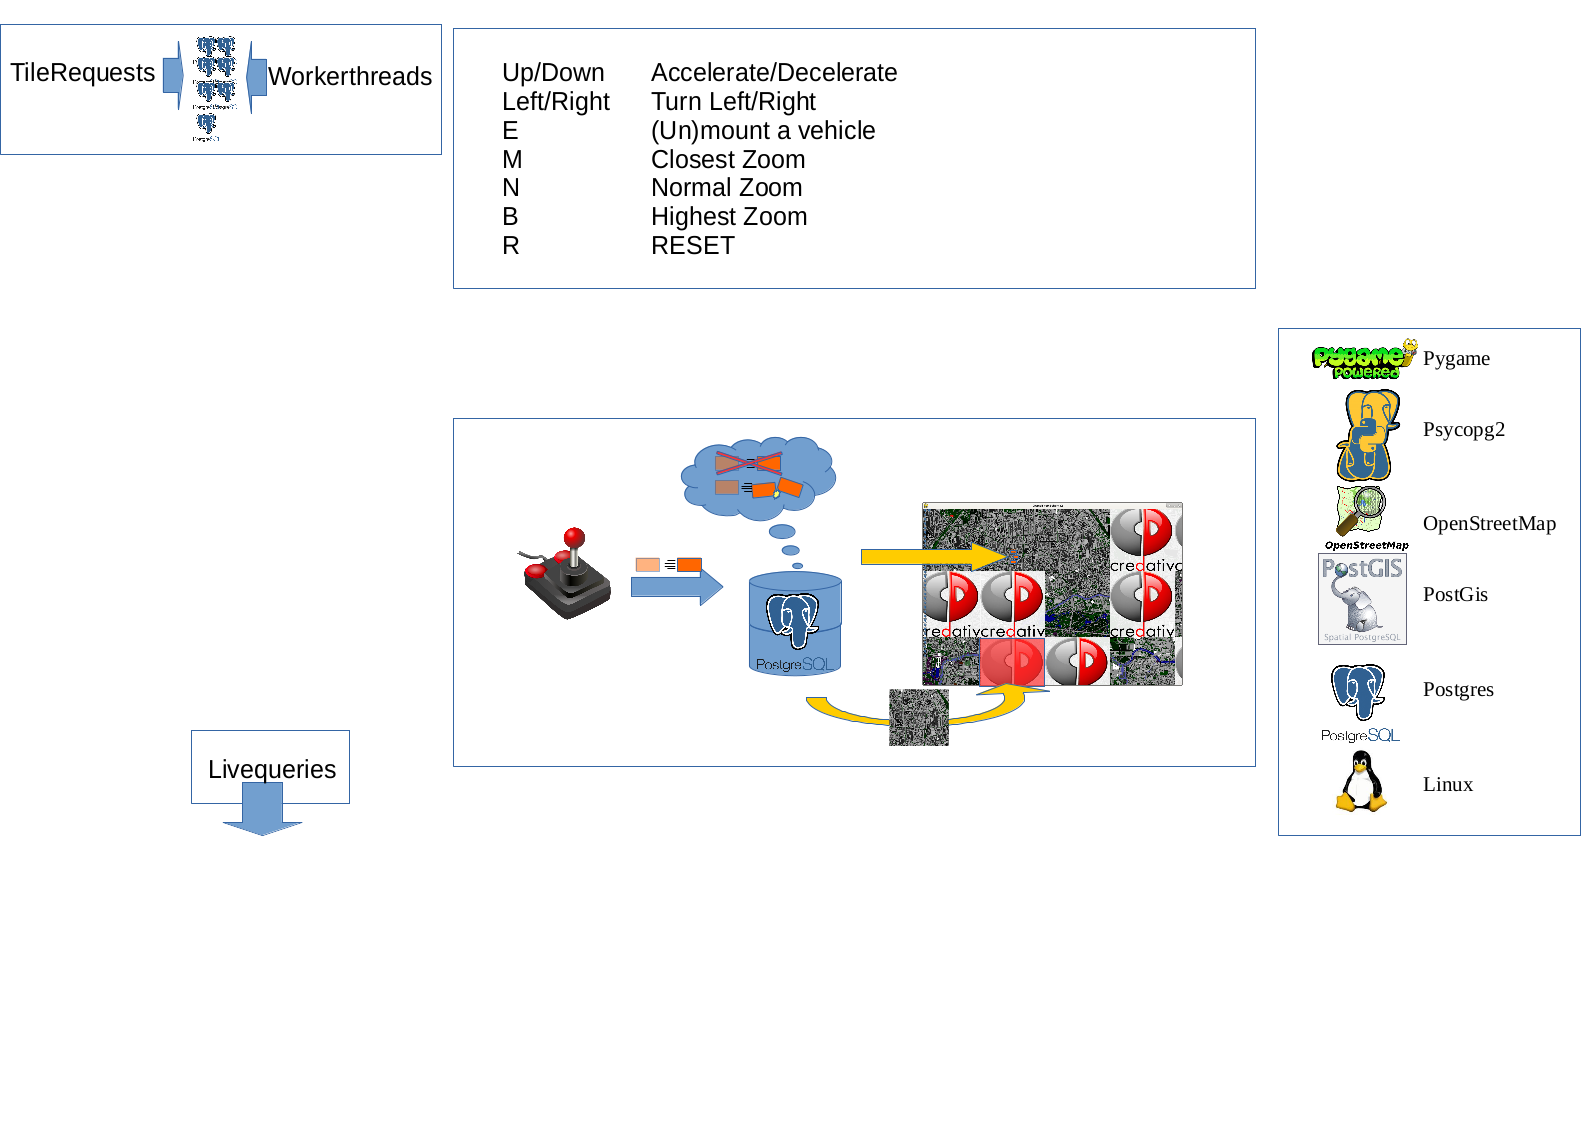 TileRequests
Workerthreads
Up/Down Accelerate/Decelerate
Left/Right Turn Left/Right
E (Un)mount a vehicle
M Closest Zoom
N Normal Zoom
B Highest Zoom
R RESET
PostgreSQL
creativ
creativ
creativ
creativ
Livequeries
pygame
powered
Pygame
Psycopg2
OpenStreetMap
OpenStreetMap
PostGIS
Spatial PostgreSQL
PostGis
Postgres
PostgreSQL
Linux